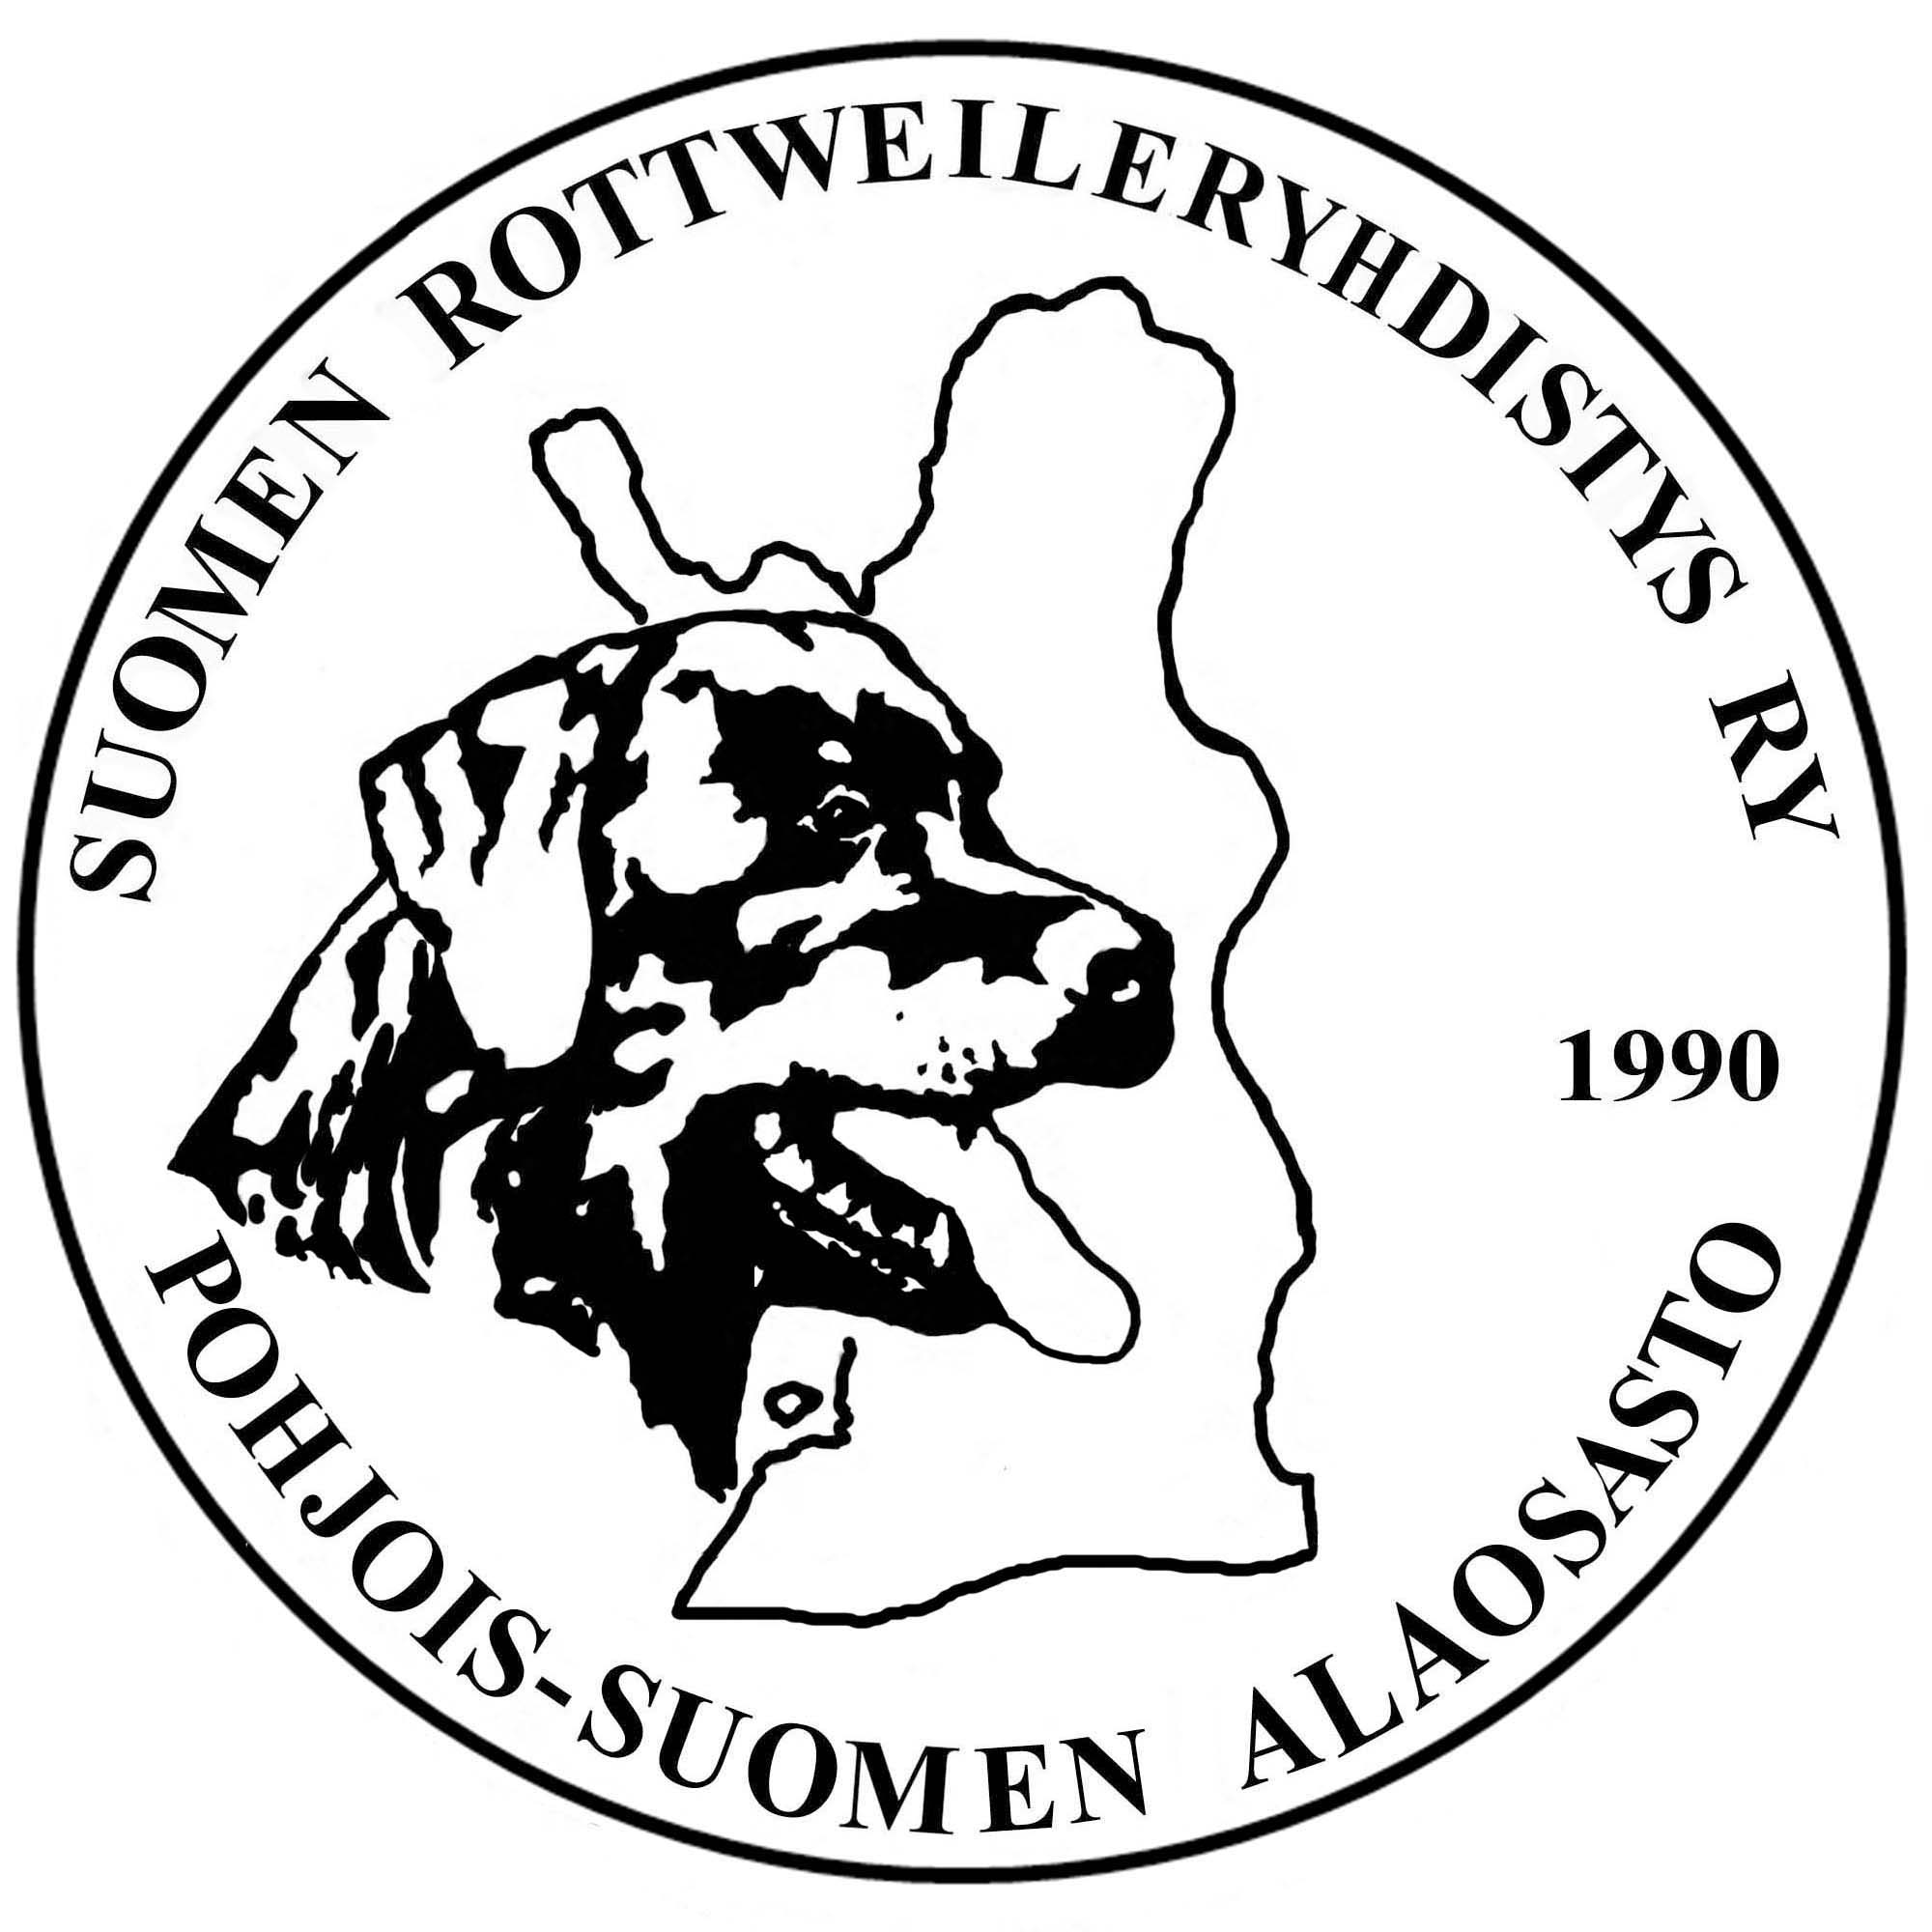 SUOMEN ROTTWEILERYHDISTYS RY
1990
POHJOIS-SUOMEN ALAOSASTO